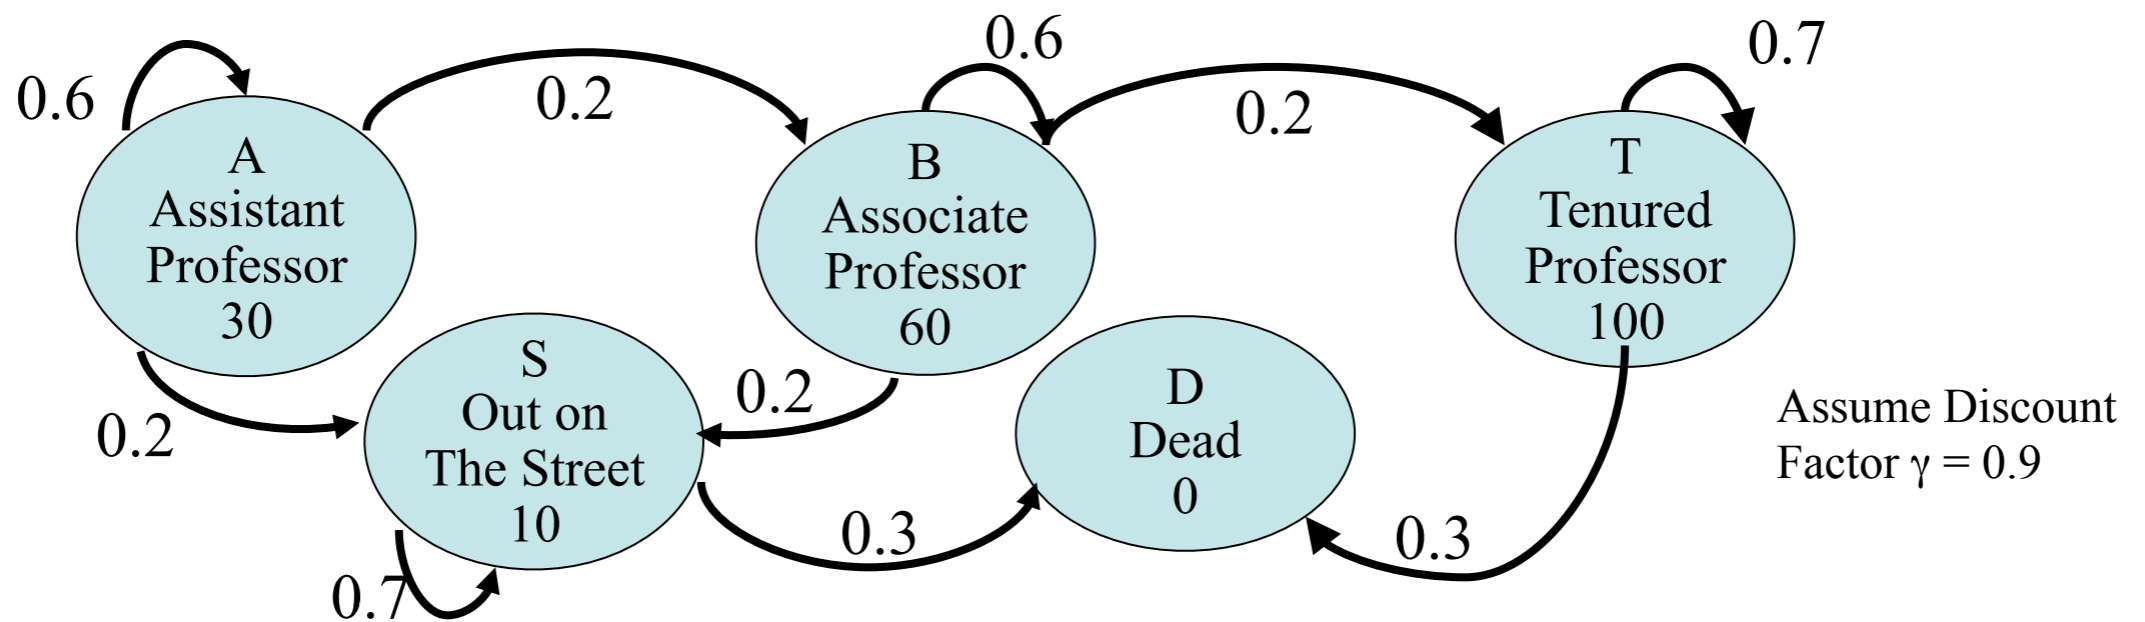 0.6
0.2
0.6
0.2
0.7
A
Assistant
Professor
30
B
Associate
Professor
60
T
Tenured
Professor
100
0.2
S
Out on
The Street
10
0.2
D
Dead
0
0.7
0.3
0.3
Assume Discount
Factor γ = 0.9